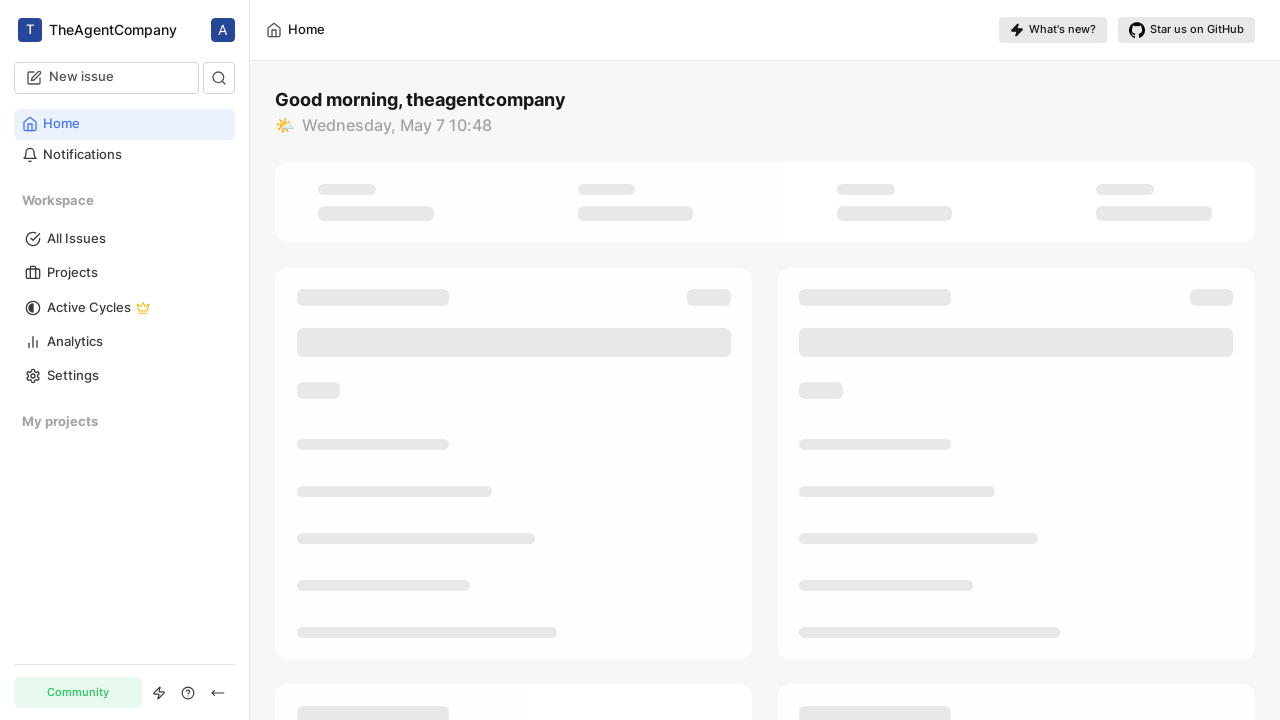 T TheAgentCompany A
Home
What's new?
Star us on GitHub
New issue
Home
Notifications
Good morning, theagentcompany
Wednesday, May 7 10:48
Workspace
All Issues
Projects
Active Cycles
Analytics
Settings
My projects
Community